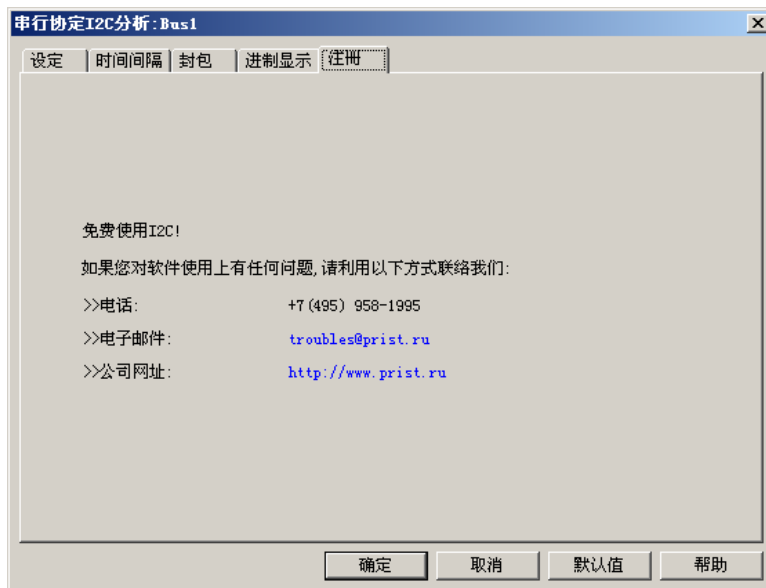 串行协定I2C分析:Bus1
设定 时间间隔 封包 进制显示 注册
免费使用I2C!
如果您对软件使用上有任何问题,请利用以下方式联络我们:
>>电话: +7(495) 958-1995
>>电子邮件: troubles@prist.ru
>>公司网址: http://www.prist.ru
确定 取消 默认值 帮助